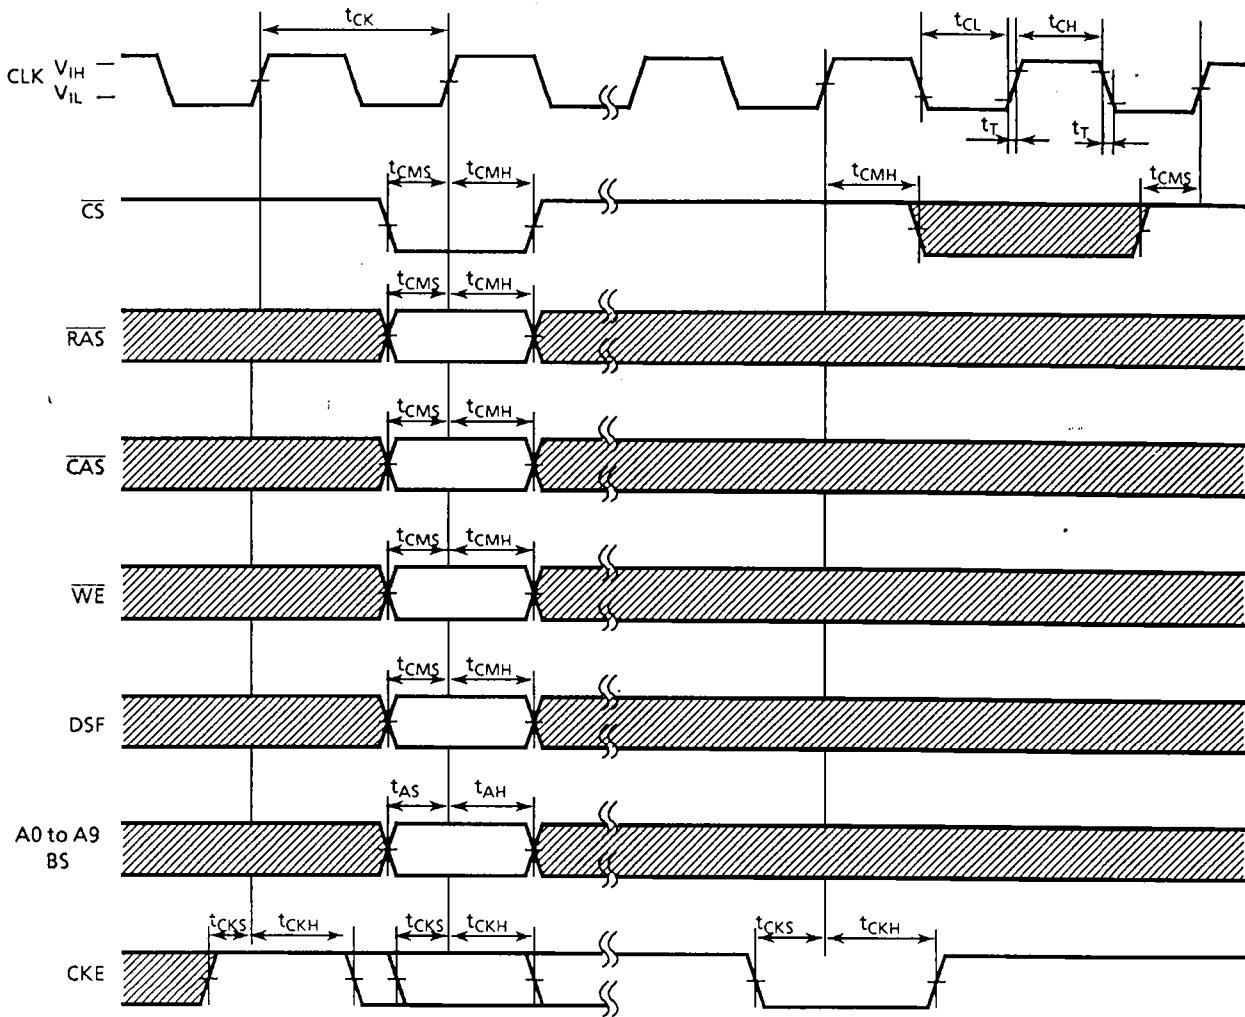 tCK tCL tCH
CLK VIH
VIL
tT tT
tCMS tCMH tCMH tCMS
CS
tCMS tCMH
RAS
tCMS tCMH
CAS
tCMS tCMH
WE
tCMS tCMH
DSF
tAS tAH
A0 to A9
BS
tCKS tCKH tCKS tCKH tCKS tCKH
CKE